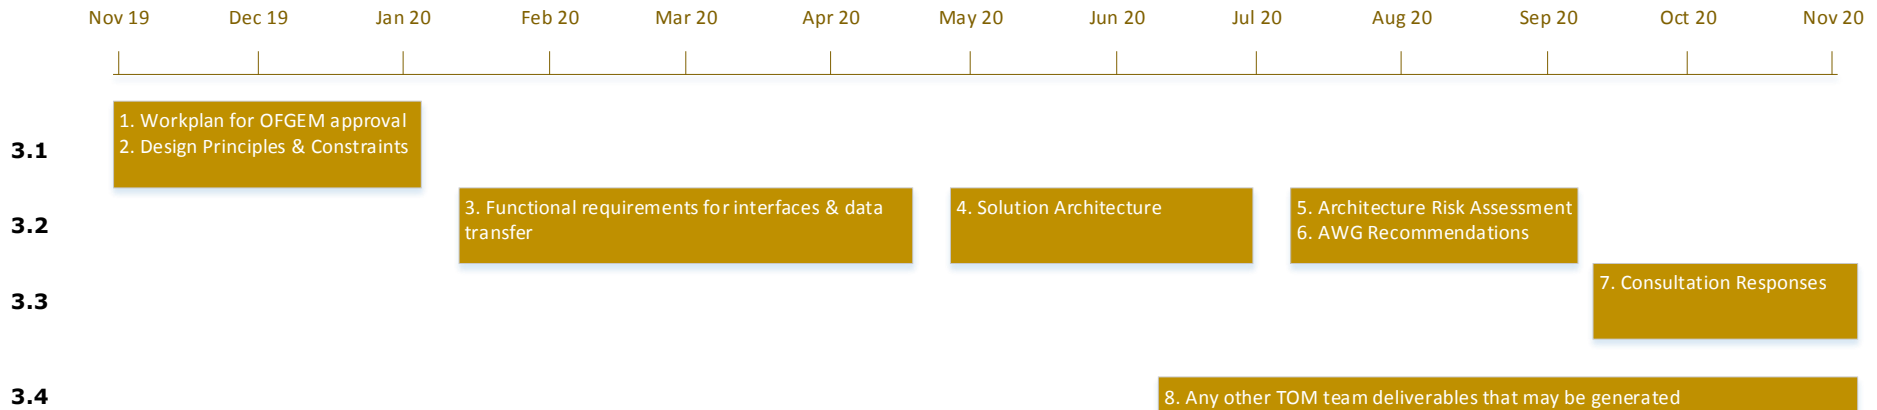 Nov 19 Dec 19 Jan 20 Feb 20 Mar 20 Apr 20 May 20 Jun 20 Jul 20 Aug 20 Sep 20 Oct 20 Nov 20
3.1
1. Workplan for OFGEM approval
2. Design Principles & Constraints
3.2
3. Functional requirements for interfaces & data
transfer
4. Solution Architecture
5. Architecture Risk Assessment
6. AWG Recommendations
3.3
7. Consultation Responses
3.4
8. Any other TOM team deliverables that may be generated